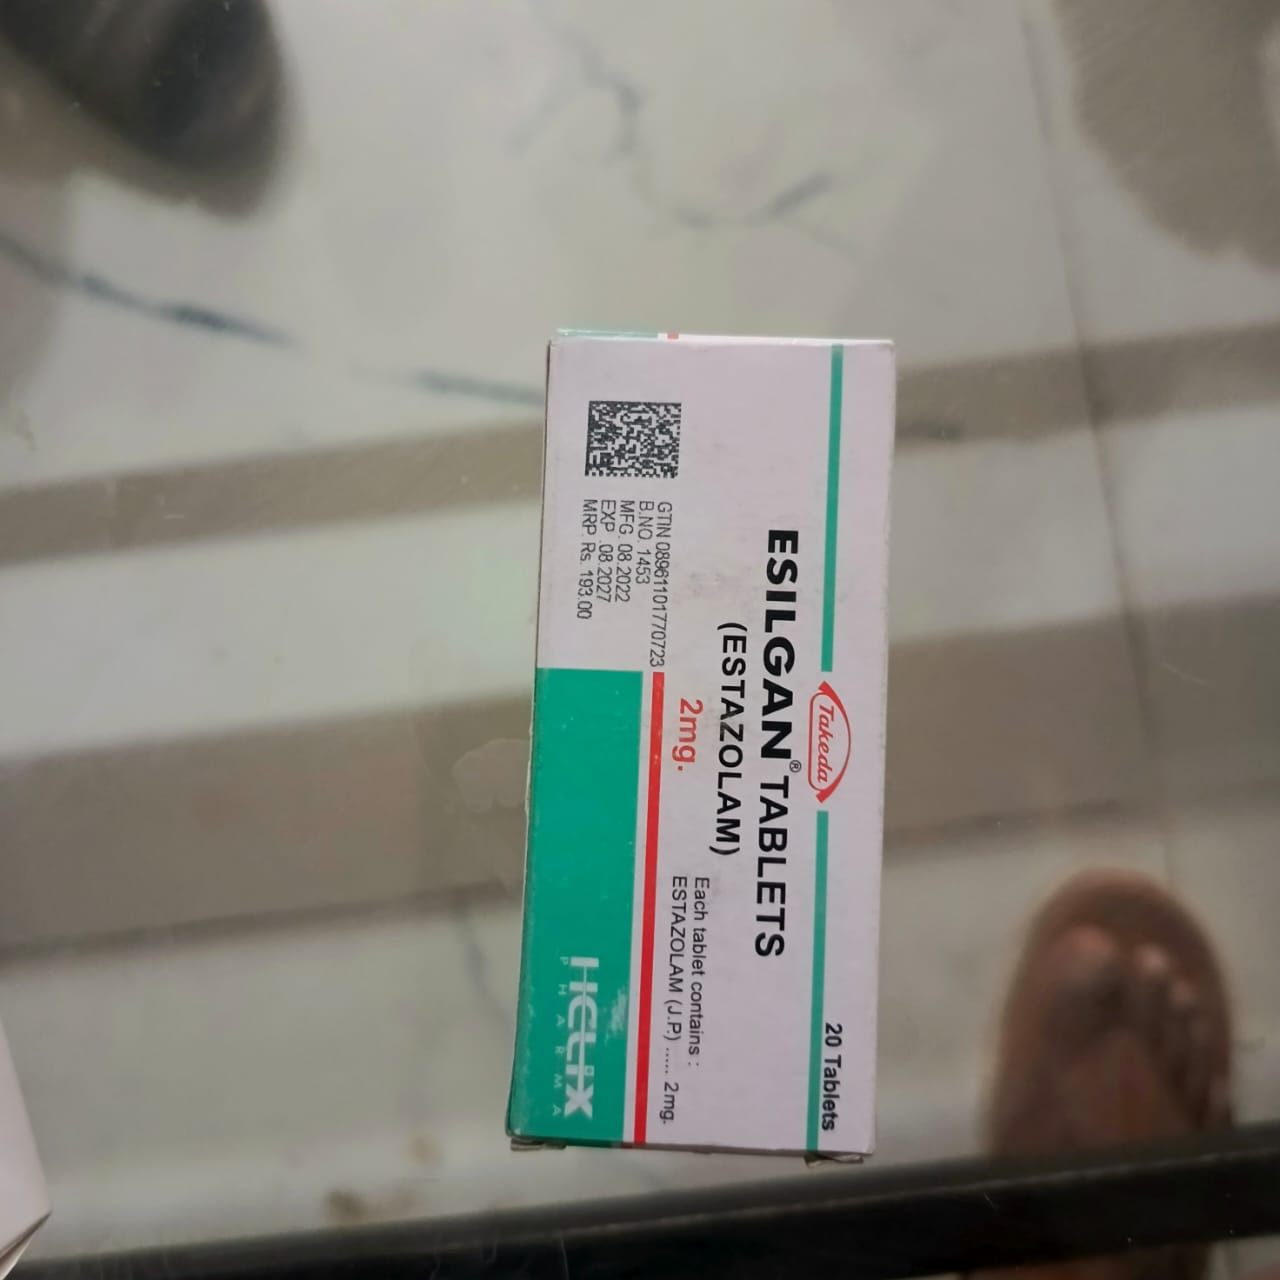 20 Tablets
Takeda
ESILGAN® TABLETS
(ESTAZOLAM)
2mg.
Each tablet contains :
ESTAZOLAM (J.P.) ..... 2mg.
GTIN 08961101770723
B.NO. 1453
MFG. 08.2022
EXP .08.2027
MRP. Rs. 193.00
HELIX
PHARMA